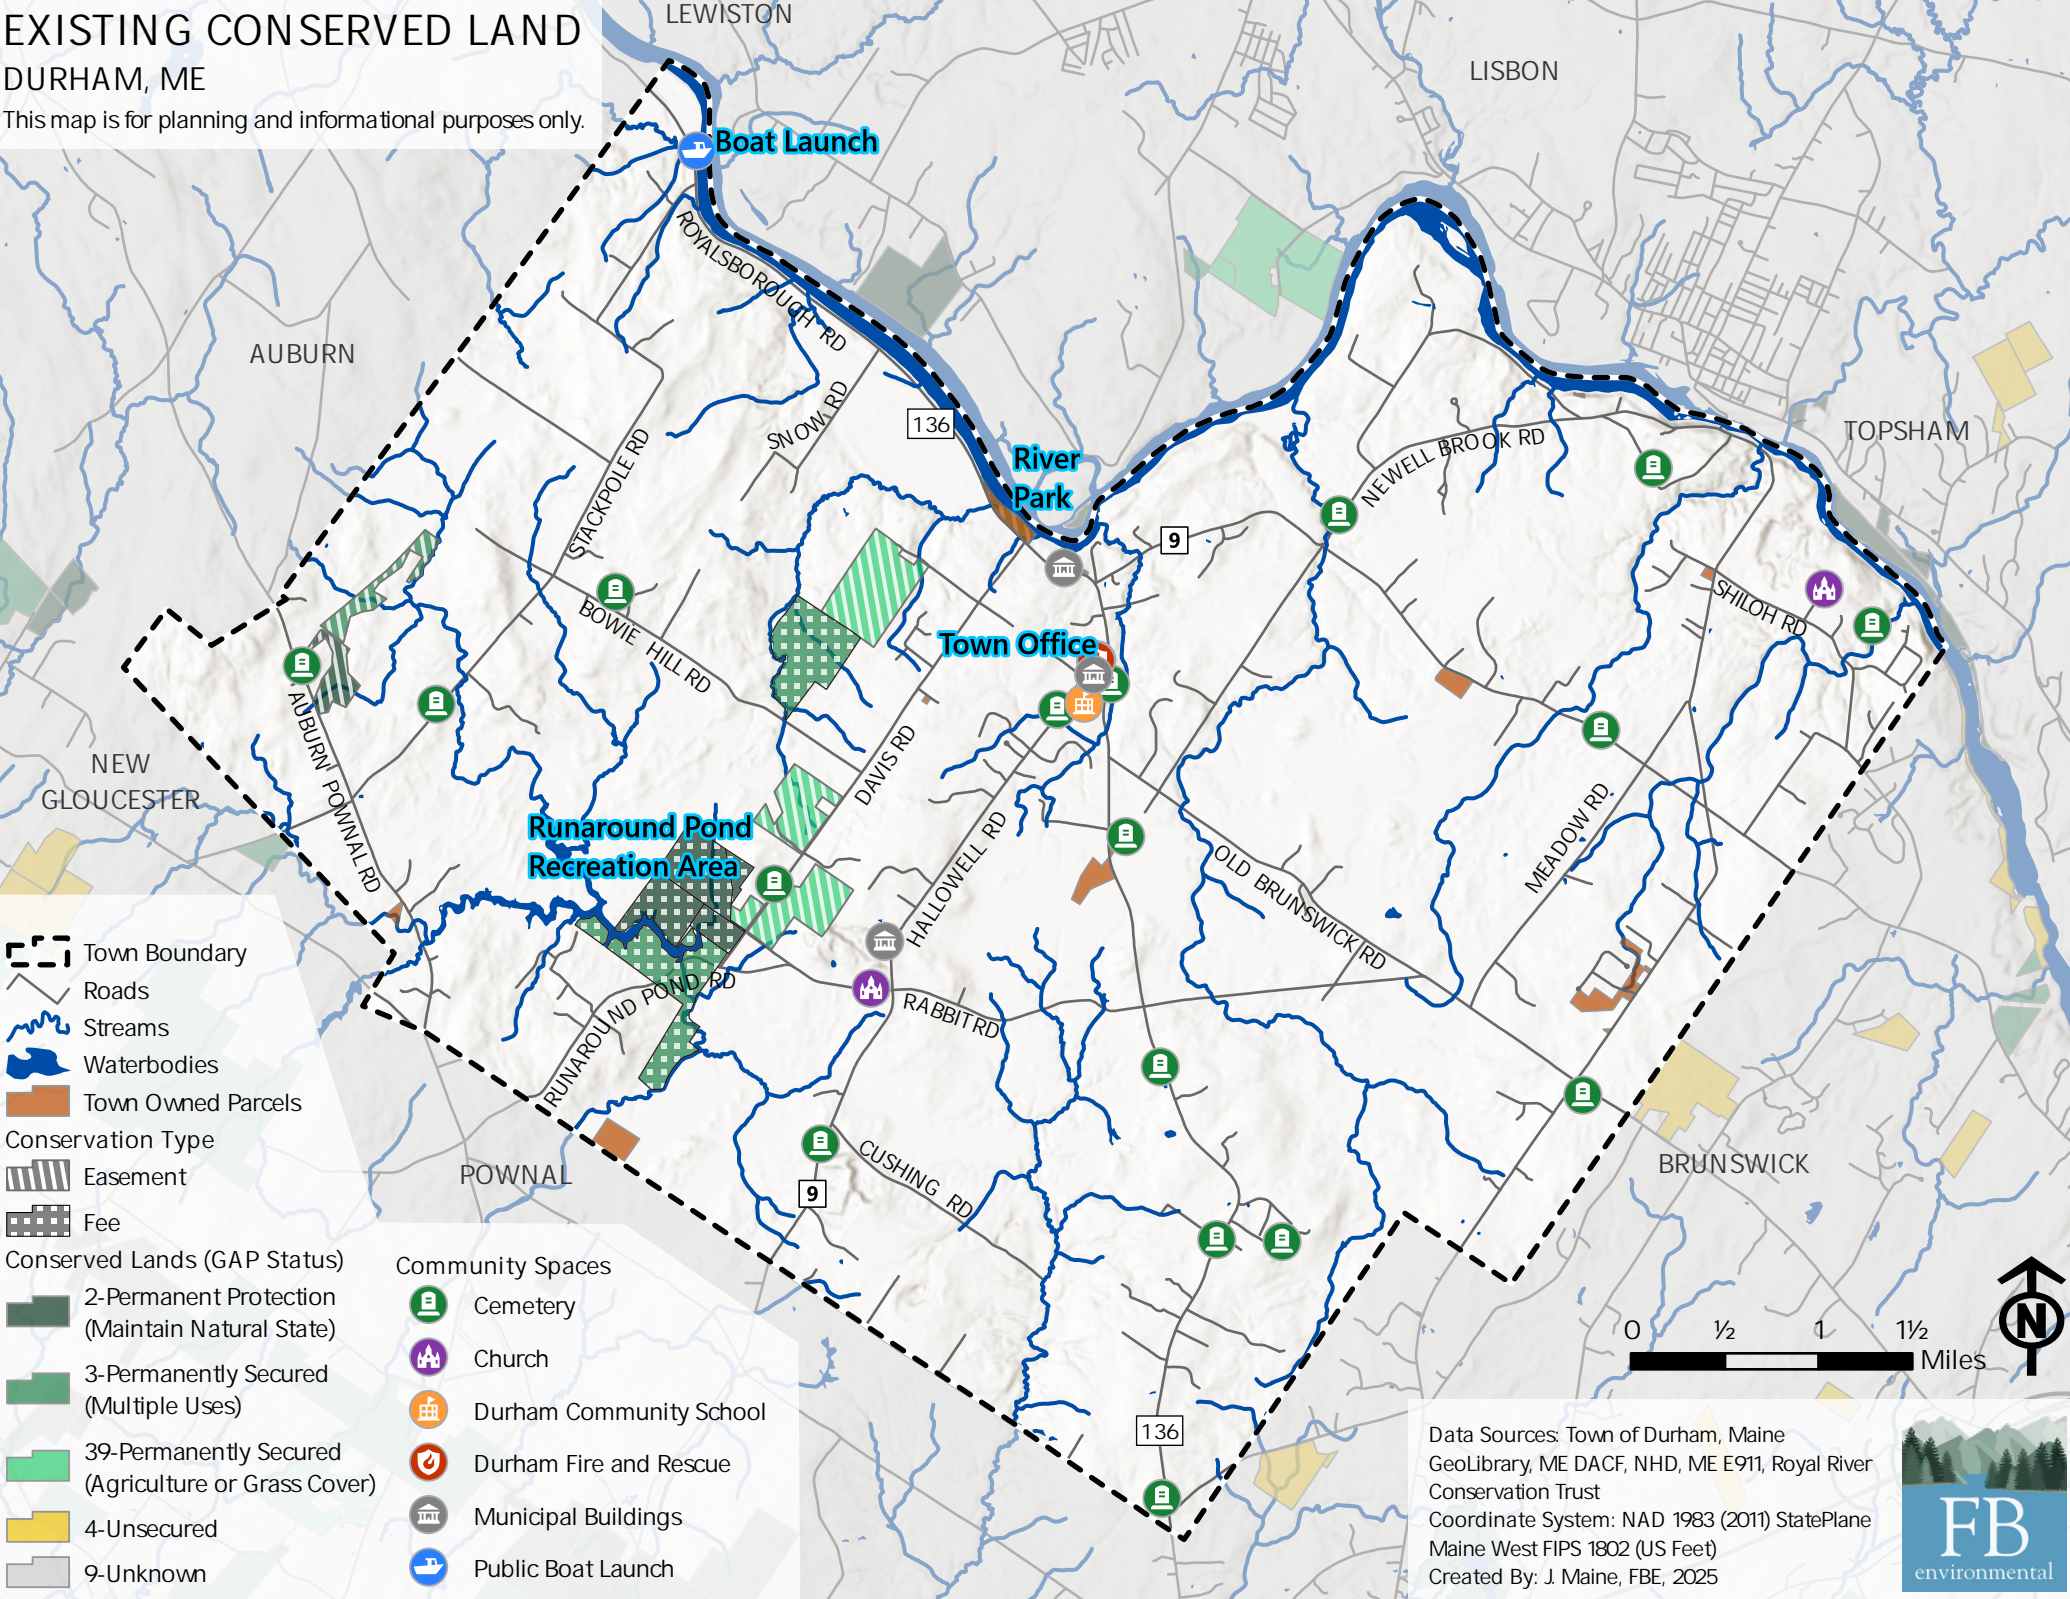 EXISTING CONSERVED LAND
DURHAM, ME
This map is for planning and informational purposes only.
LEWISTON
LISBON
Boat Launch
ROYALSBOROUGH RD
AUBURN
SNOW RD
136
TOPSHAM
River
Park
NEWELL BROOK RD
STACKPOLE RD
9
BOWIE HILL RD
SHILOH RD
Town Office
AUBURN POWNAL RD
NEW
GLOUCESTER
DAVIS RD
MEADOW RD
Runaround Pond
Recreation Area
HALLOWELL RD
OLD BRUNSWICK RD
RUNAROUND POND RD
RABBIT RD
POWNAL
CUSHING RD
9
BRUNSWICK
136
Town Boundary
Roads
Streams
Waterbodies
Town Owned Parcels
Conservation Type
Easement
Fee
Conserved Lands (GAP Status)
2-Permanent Protection
(Maintain Natural State)
3-Permanently Secured
(Multiple Uses)
39-Permanently Secured
(Agriculture or Grass Cover)
4-Unsecured
9-Unknown
Community Spaces
Cemetery
Church
Durham Community School
Durham Fire and Rescue
Municipal Buildings
Public Boat Launch
0 ½ 1 1½
Miles
N
Data Sources: Town of Durham, Maine
GeoLibrary, ME DACF, NHD, ME E911, Royal River
Conservation Trust
Coordinate System: NAD 1983 (2011) StatePlane
Maine West FIPS 1802 (US Feet)
Created By: J. Maine, FBE, 2025
FB
environmental